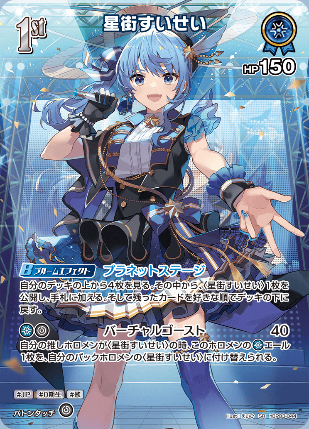 1st
星街すいせい
HP150
Bブルームエフェクト プラネットステージ
自分のデッキの上から4枚を見る。その中から、〈星街すいせい〉1枚を
公開し、手札に加える。そして残ったカードを好きな順でデッキの下に
戻す。
バーチャルゴースト 40
自分の推しホロメンが〈星街すいせい〉の時、このホロメンのエール
1枚を、自分のバックホロメンの〈星街すいせい〉に付け替えられる。
#JP #0期生 #歌
バトンタッチ